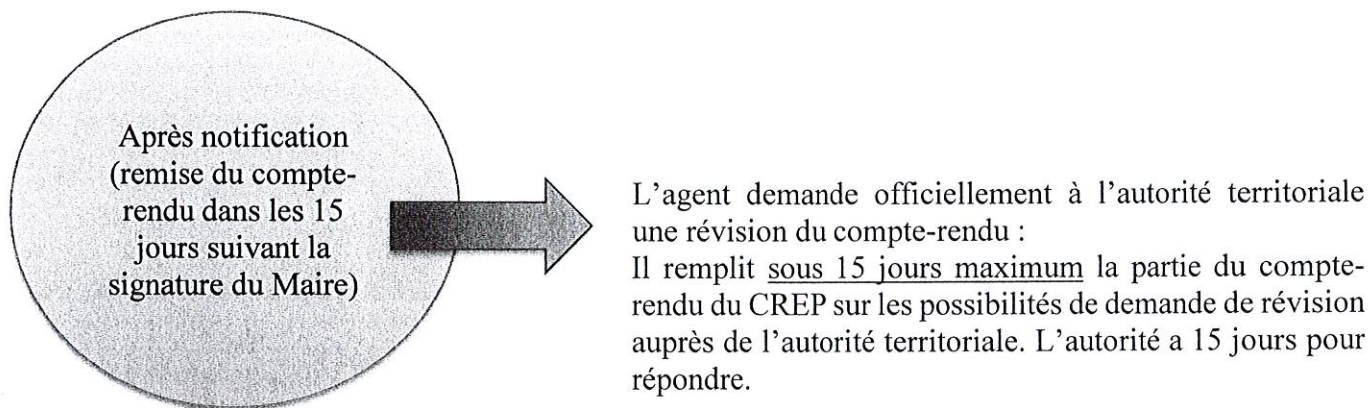 Après notification
(remise du compte-
rendu dans les 15
jours suivant la
signature du Maire)
L’agent demande officiellement à l’autorité territoriale
une révision du compte-rendu :
Il remplit sous 15 jours maximum la partie du compte-
rendu du CREP sur les possibilités de demande de révision
auprès de l’autorité territoriale. L’autorité a 15 jours pour
répondre.